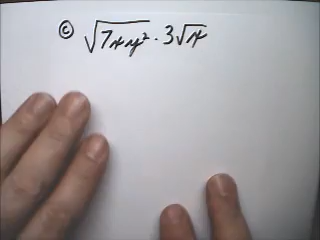 ⓒ √(7xy²) · 3√x